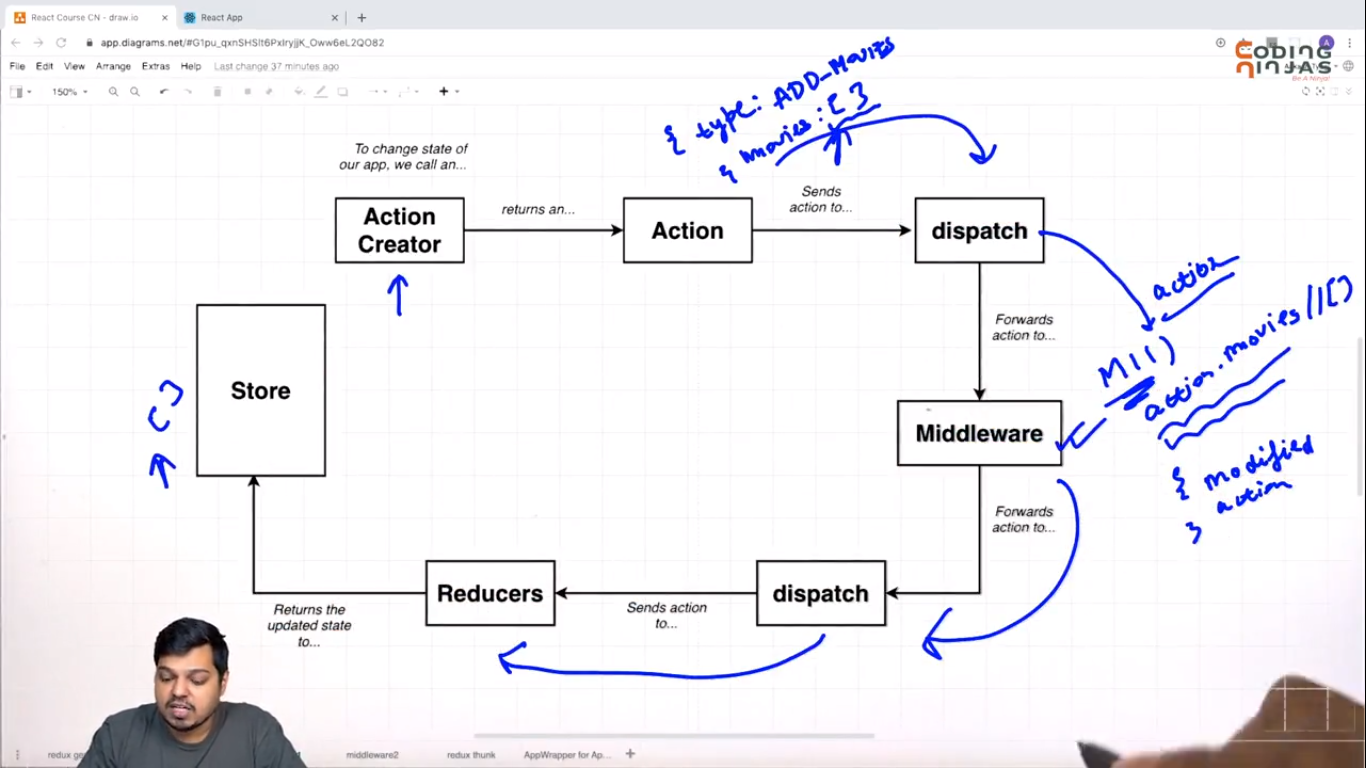 React Course CN - draw.io
React App
app.diagrams.net/#G1pu_qxnSHSIt6PxIryjjK_Oww6eL2QO82
A
CODING
NINJAS
Be A Ninja!
File Edit View Arrange Extras Help Last change 37 minutes ago
150%
{ type: ADD_MOVIES
movies: [ ]
}
To change state of
our app, we call an...
Action
Creator
returns an...
Action
Sends
action to...
dispatch
action
Forwards
action to...
M1()
action.movies //[]
Store
[ ]
Middleware
{ modified
action
}
Forwards
action to...
Reducers
Sends action
to...
dispatch
Returns the
updated state
to...
redux ge
1
middleware2
redux thunk
AppWrapper for Ap...